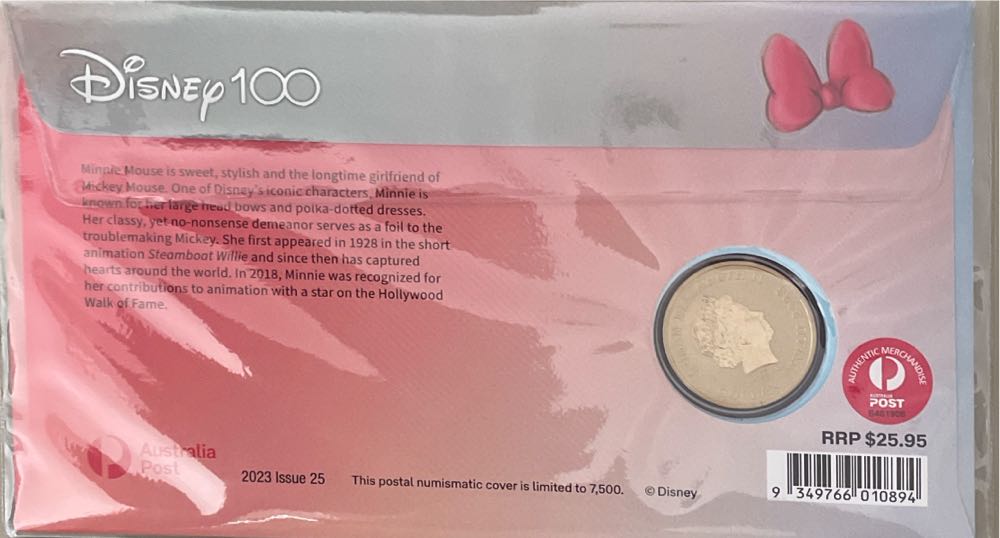 Disney 100
Minnie Mouse is sweet, stylish and the longtime girlfriend of
Mickey Mouse. One of Disney's iconic characters, Minnie is
known for her large head bows and polka-dotted dresses.
Her classy, yet no-nonsense demeanor serves as a foil to the
troublemaking Mickey. She first appeared in 1928 in the short
animation Steamboat Willie and since then has captured
hearts around the world. In 2018, Minnie was recognized for
her contributions to animation with a star on the Hollywood
Walk of Fame.
AUTHENTIC MERCHANDISE
AUSTRALIA
POST
RRP $25.95
Australia
Post
2023 Issue 25
This postal numismatic cover is limited to 7,500.
© Disney
9 349766 010894